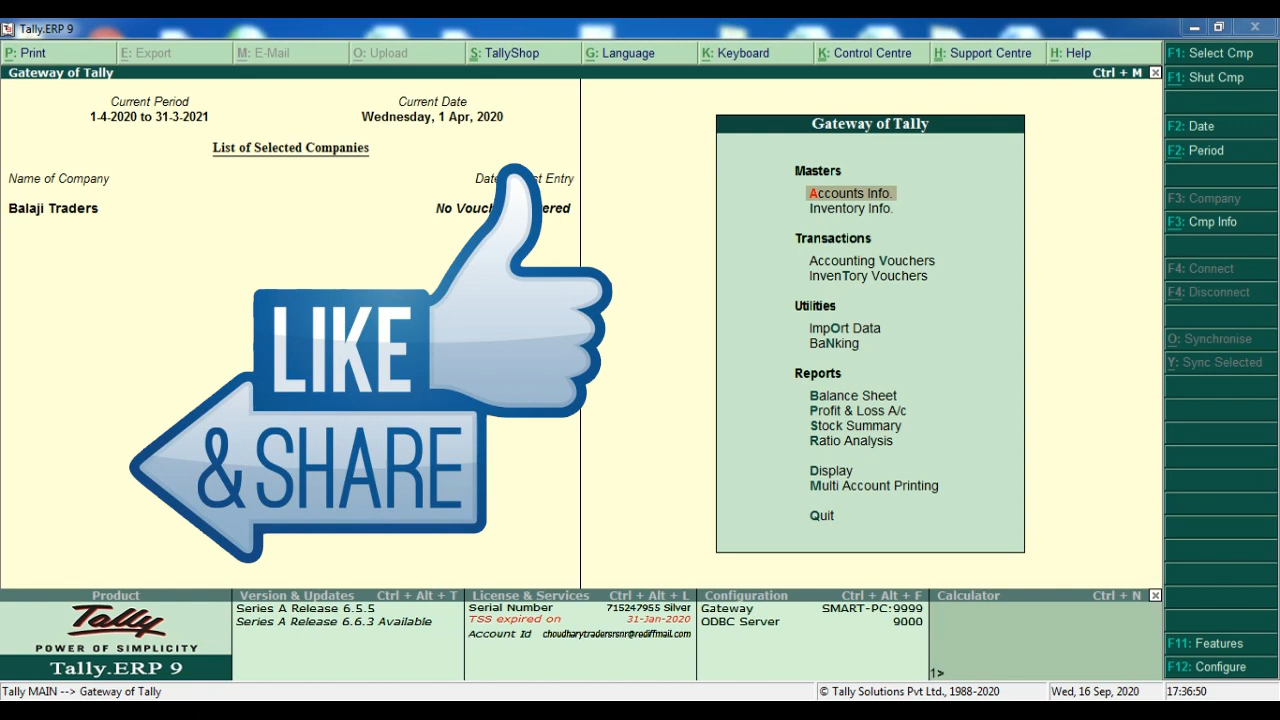 Tally.ERP 9
P: Print E: Export M: E-Mail O: Upload S: TallyShop G: Language K: Keyboard K: Control Centre H: Support Centre H: Help
Gateway of Tally Ctrl + M
Current Period Current Date
1-4-2020 to 31-3-2021 Wednesday, 1 Apr, 2020
List of Selected Companies
Name of Company Date Entry
Balaji Traders No
LIKE
& SHARE
Gateway of Tally
Masters
Accounts Info.
Inventory Info.
Transactions
Accounting Vouchers
InvenTory Vouchers
Utilities
ImpOrt Data
BaNking
Reports
Balance Sheet
Profit & Loss A/c
Stock Summary
Ratio Analysis
Display
Multi Account Printing
Quit
F1: Select Cmp
F1: Shut Cmp
F2: Date
F2: Period
F3: Company
F3: Cmp Info
F4: Connect
F4: Disconnect
O: Synchronise
Y: Sync Selected
F11: Features
F12: Configure
Product
Tally
POWER OF SIMPLICITY
Tally.ERP 9
Version & Updates Ctrl + Alt + T
Series A Release 6.5.5
Series A Release 6.6.3 Available
License & Services Ctrl + Alt + L
Serial Number 715247955 Silver
TSS expired on 31-Jan-2020
Account Id choudharytradersrsnr@rediffmail.com
Configuration Ctrl + Alt + F
Gateway SMART-PC:9999
ODBC Server 9000
Calculator Ctrl + N
1>
Tally MAIN --> Gateway of Tally © Tally Solutions Pvt Ltd., 1988-2020 Wed, 16 Sep, 2020 17:36:50